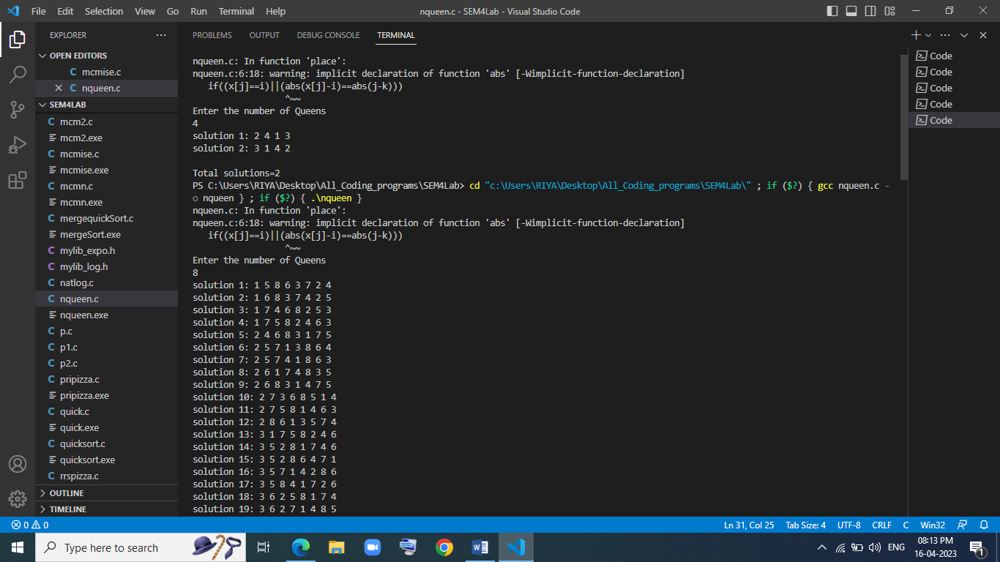 File Edit Selection View Go Run Terminal Help
nqueen.c - SEM4Lab - Visual Studio Code
EXPLORER
OPEN EDITORS
C mcmise.c
C nqueen.c
SEM4LAB
C mcm2.c
mcm2.exe
C mcmise.c
mcmise.exe
C mcmn.c
mcmn.exe
C mergequickSort.c
mergeSort.exe
C mylib_expo.h
C mylib_log.h
C natlog.c
C nqueen.c
nqueen.exe
C p.c
C p1.c
C p2.c
C pripizza.c
pripizza.exe
C quick.c
quick.exe
C quicksort.c
quicksort.exe
C rrspizza.c
OUTLINE
TIMELINE
PROBLEMS OUTPUT DEBUG CONSOLE TERMINAL
nqueen.c: In function 'place':
nqueen.c:6:18: warning: implicit declaration of function 'abs' [-Wimplicit-function-declaration]
if((x[j]==i)||(abs(x[j]-i)==abs(j-k)))
^~~
Enter the number of Queens
4
solution 1: 2 4 1 3
solution 2: 3 1 4 2
Total solutions=2
PS C:\Users\RIYA\Desktop\All_Coding_programs\SEM4Lab> cd "c:\Users\RIYA\Desktop\All_Coding_programs\SEM4Lab\" ; if ($?) { gcc nqueen.c -
o nqueen } ; if ($?) { .\nqueen }
nqueen.c: In function 'place':
nqueen.c:6:18: warning: implicit declaration of function 'abs' [-Wimplicit-function-declaration]
if((x[j]==i)||(abs(x[j]-i)==abs(j-k)))
^~~
Enter the number of Queens
8
solution 1: 1 5 8 6 3 7 2 4
solution 2: 1 6 8 3 7 4 2 5
solution 3: 1 7 4 6 8 2 5 3
solution 4: 1 7 5 8 2 4 6 3
solution 5: 2 4 6 8 3 1 7 5
solution 6: 2 5 7 1 3 8 6 4
solution 7: 2 5 7 4 1 8 6 3
solution 8: 2 6 1 7 4 8 3 5
solution 9: 2 6 8 3 1 4 7 5
solution 10: 2 7 3 6 8 5 1 4
solution 11: 2 7 5 8 1 4 6 3
solution 12: 2 8 6 1 3 5 7 4
solution 13: 3 1 7 5 8 2 4 6
solution 14: 3 5 2 8 1 7 4 6
solution 15: 3 5 2 8 6 4 7 1
solution 16: 3 5 7 1 4 2 8 6
solution 17: 3 5 8 4 1 7 2 6
solution 18: 3 6 2 5 8 1 7 4
solution 19: 3 6 2 7 1 4 8 5
Code
Code
Code
Code
Code
0 0
Ln 31, Col 25 Tab Size: 4 UTF-8 CRLF C Win32
Type here to search
ENG
08:13 PM
16-04-2023
1